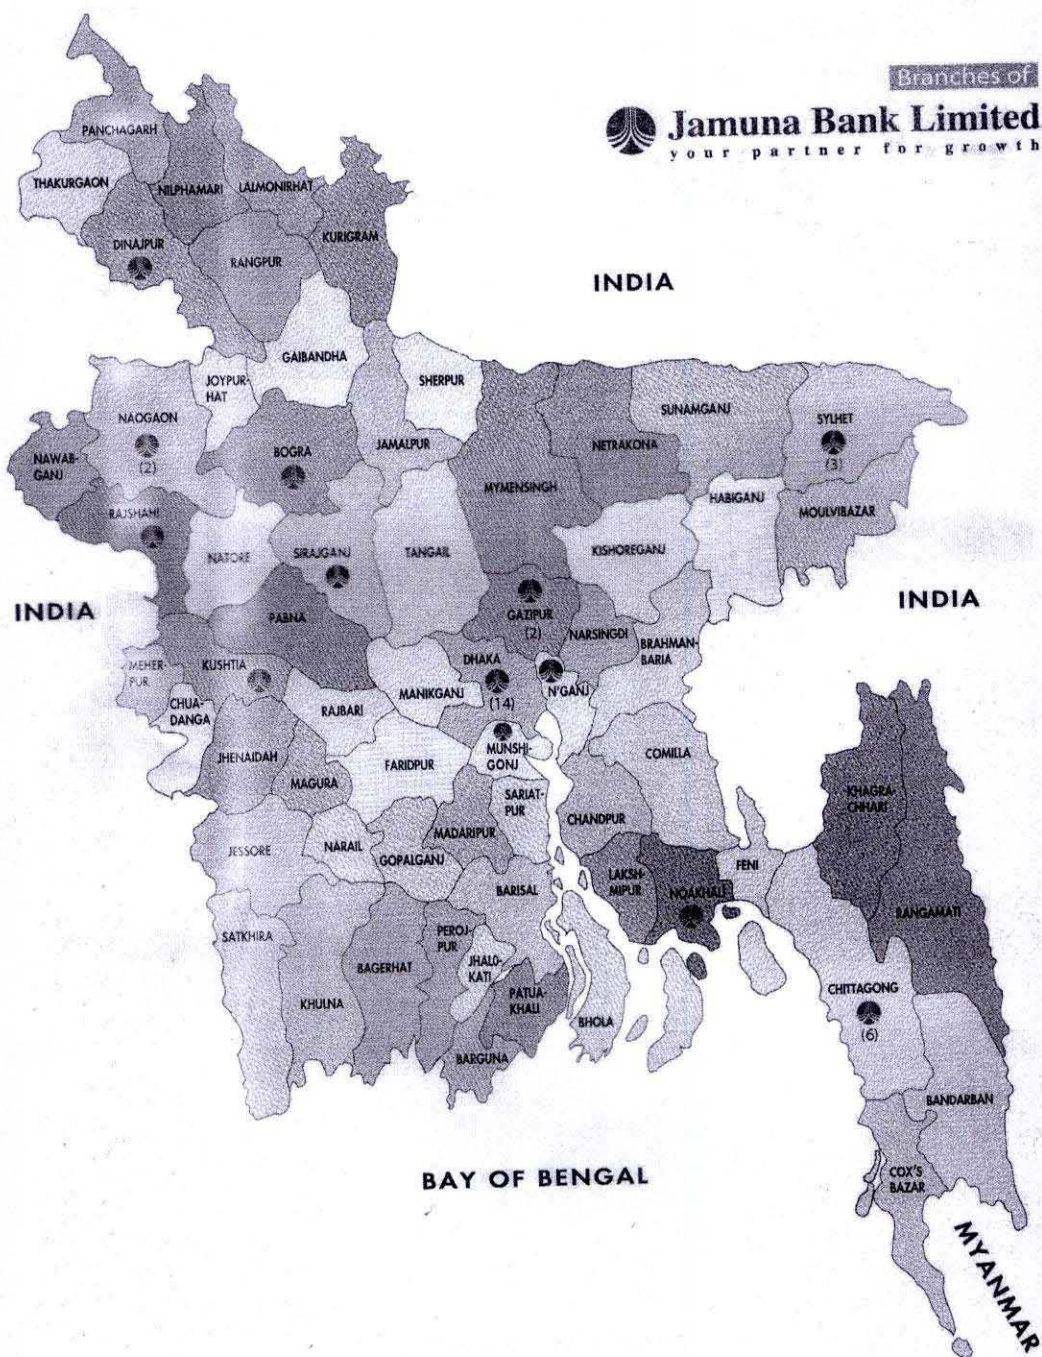 Branches of
Jamuna Bank Limited
your partner for growth
PANCHAGARH
THAKURGAON
NILPHAMARI
LALMONIRHAT
DINAJPUR
KURIGRAM
RANGPUR
INDIA
GAIBANDHA
JOYPUR-
HAT
SHERPUR
NAOGAON
(2)
SUNAMGANJ
SYLHET
(3)
NAWAB-
GANJ
BOGRA
JAMALPUR
NETRAKONA
MYMENSINGH
HABIGANJ
MOULVIBAZAR
RAJSHAHI
NATORE
SIRAJGANJ
TANGAIL
KISHOREGANJ
INDIA
INDIA
PABNA
GAZIPUR
(2)
NARSINGDI
BRAHMAN-
BARIA
MEHER-
PUR
KUSHTIA
DHAKA
(14)
MANIKGANJ
N'GANJ
CHUA-
DANGA
RAJBARI
JHENAIDAH
MUNSHI-
GONJ
COMILLA
MAGURA
FARIDPUR
KHAGRA-
CHHARI
SARIAT-
PUR
CHANDPUR
MADARIPUR
JESSORE
NARAIL
GOPALGANJ
FENI
BARISAL
LAKSH-
MIPUR
NOAKHALI
RANGAMATI
SATKHIRA
PEROJ-
PUR
BAGERHAT
JHALO-
KATI
KHULNA
PATUA-
KHALI
CHITTAGONG
(6)
BHOLA
BARGUNA
BANDARBAN
BAY OF BENGAL
COX'S
BAZAR
MYANMAR